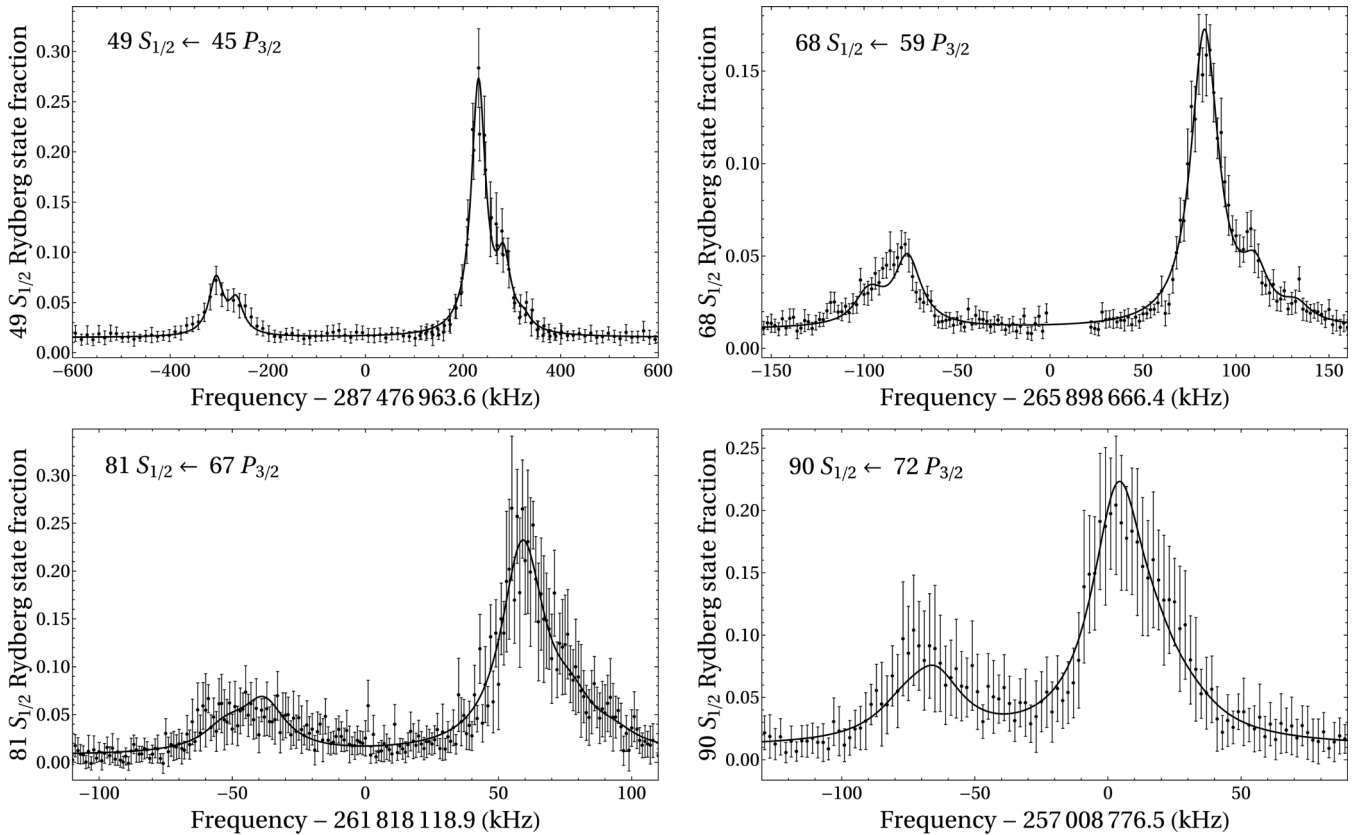 49 S1/2 ← 45 P3/2
49 S1/2 Rydberg state fraction
0.30
0.25
0.20
0.15
0.10
0.05
0.00
−600 −400 −200 0 200 400 600
Frequency – 287 476 963.6 (kHz)
68 S1/2 ← 59 P3/2
68 S1/2 Rydberg state fraction
0.15
0.10
0.05
0.00
−150 −100 −50 0 50 100 150
Frequency – 265 898 666.4 (kHz)
81 S1/2 ← 67 P3/2
81 S1/2 Rydberg state fraction
0.30
0.25
0.20
0.15
0.10
0.05
0.00
−100 −50 0 50 100
Frequency – 261 818 118.9 (kHz)
90 S1/2 ← 72 P3/2
90 S1/2 Rydberg state fraction
0.25
0.20
0.15
0.10
0.05
0.00
−100 −50 0 50
Frequency – 257 008 776.5 (kHz)